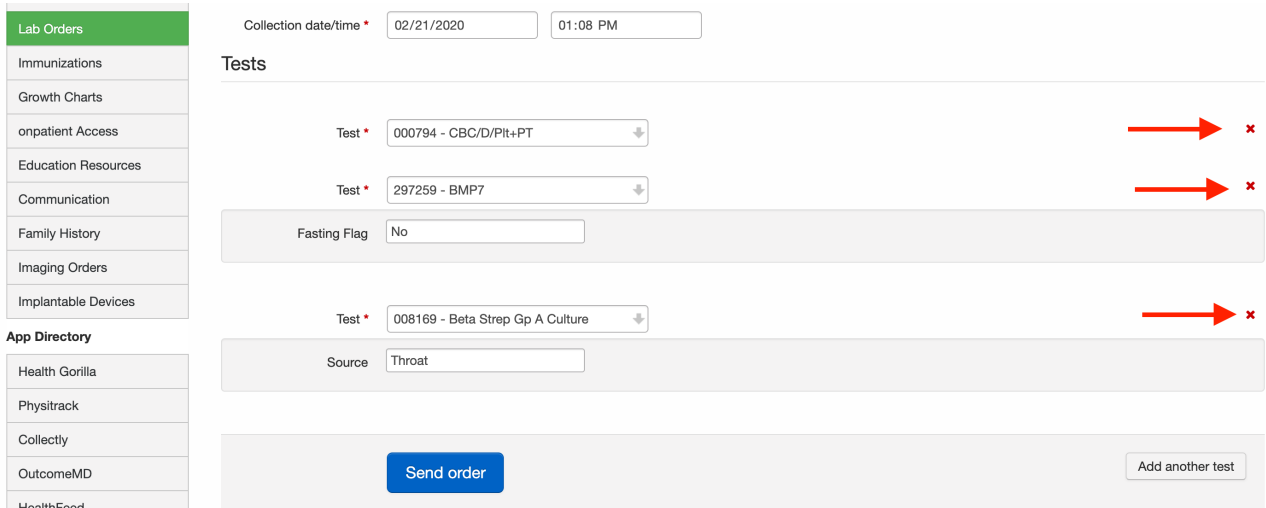 Lab Orders
Immunizations
Growth Charts
onpatient Access
Education Resources
Communication
Family History
Imaging Orders
Implantable Devices
App Directory
Health Gorilla
Physitrack
Collectly
OutcomeMD
HealthFeed
Collection date/time * 02/21/2020 01:08 PM
Tests
Test * 000794 - CBC/D/Plt+PT
Test * 297259 - BMP7
Fasting Flag No
Test * 008169 - Beta Strep Gp A Culture
Source Throat
Send order
Add another test